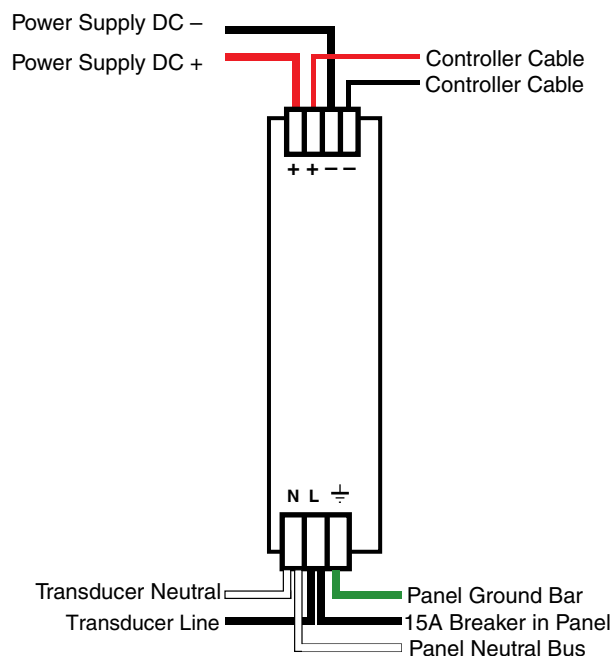 Power Supply DC –
Power Supply DC +
Controller Cable
Controller Cable
+ + – –
N L ⏚
Transducer Neutral
Transducer Line
Panel Ground Bar
15A Breaker in Panel
Panel Neutral Bus